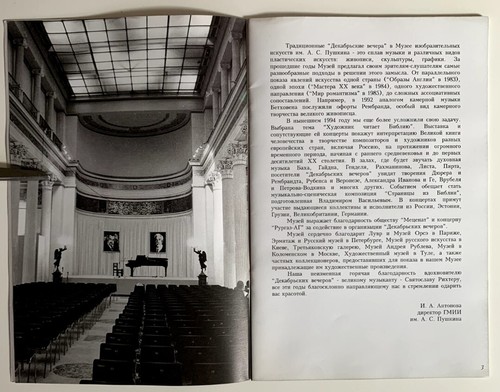 Традиционные "Декабрьские вечера" в Музее изобразительных
искусств им. А. С. Пушкина - это сплав музыки и различных видов
пластических искусств: живописи, скульптуры, графики. За
прошедшие годы Музей предлагал своим зрителям-слушателям самые
разнообразные подходы в решении этого замысла. От параллельного
показа явлений искусства одной страны ("Образы Англии" в 1983),
одной эпохи ("Мастера XX века" в 1984), одного художественного
направления ("Мир романтизма" в 1985), до сложных ассоциативных
сопоставлений. Например, в 1992 аналогом камерной музыки
Бетховена послужили офорты Рембрандта, особый вид камерного
творчества великого живописца.
В нынешнем 1994 году мы еще более усложнили свою задачу.
Выбрана тема "Художник читает Библию". Выставка и
сопутствующие ей концерты покажут интерпретацию Великой книги
человечества в творчестве композиторов и художников разных
европейских стран, включая Россию, на протяжении огромного
временного периода, начиная с раннего средневековья и до первых
десятилетий XX столетия. В залах, где будет звучать духовная
музыка Баха, Гайдна, Генделя, Рахманинова, Листа, Пярта,
посетители "Декабрьских вечеров" увидят творения Дюрера и
Рембрандта, Рубенса и Веронезе, Александра Иванова и Ге, Врубеля
и Петрова-Водкина и многих других. Событием обещает стать
музыкально-сценическая композиция "Страницы из Библии",
подготовленная Владимиром Васильевым. В концертах примут
участие выдающиеся коллективы и исполнители из России, Эстонии,
Грузии, Великобритании, Германии.
Музей выражает благодарность обществу "Меценат" и концерну
"Рургаз-АГ" за содействие в организации "Декабрьских вечеров".
Музей сердечно благодарит Лувр и Музей Орсэ в Париже,
Эрмитаж и Русский музей в Петербурге, Музей русского искусства в
Киеве, Третьяковскую галерею, Музей Андрея Рублева, Музей в
Коломенском в Москве, Художественный музей в Туле, а также
частных коллекционеров, предоставивших для показа в нашем Музее
принадлежащие им художественные произведения.
Наша неизменная горячая благодарность вдохновителю
"Декабрьских вечеров" - великому музыканту - Святославу Рихтеру,
все эти годы благосклонно направляющему нас в стремлении одарить
вас красотой.
И. А. Антонова
директор ГМИИ
им. А. С. Пушкина